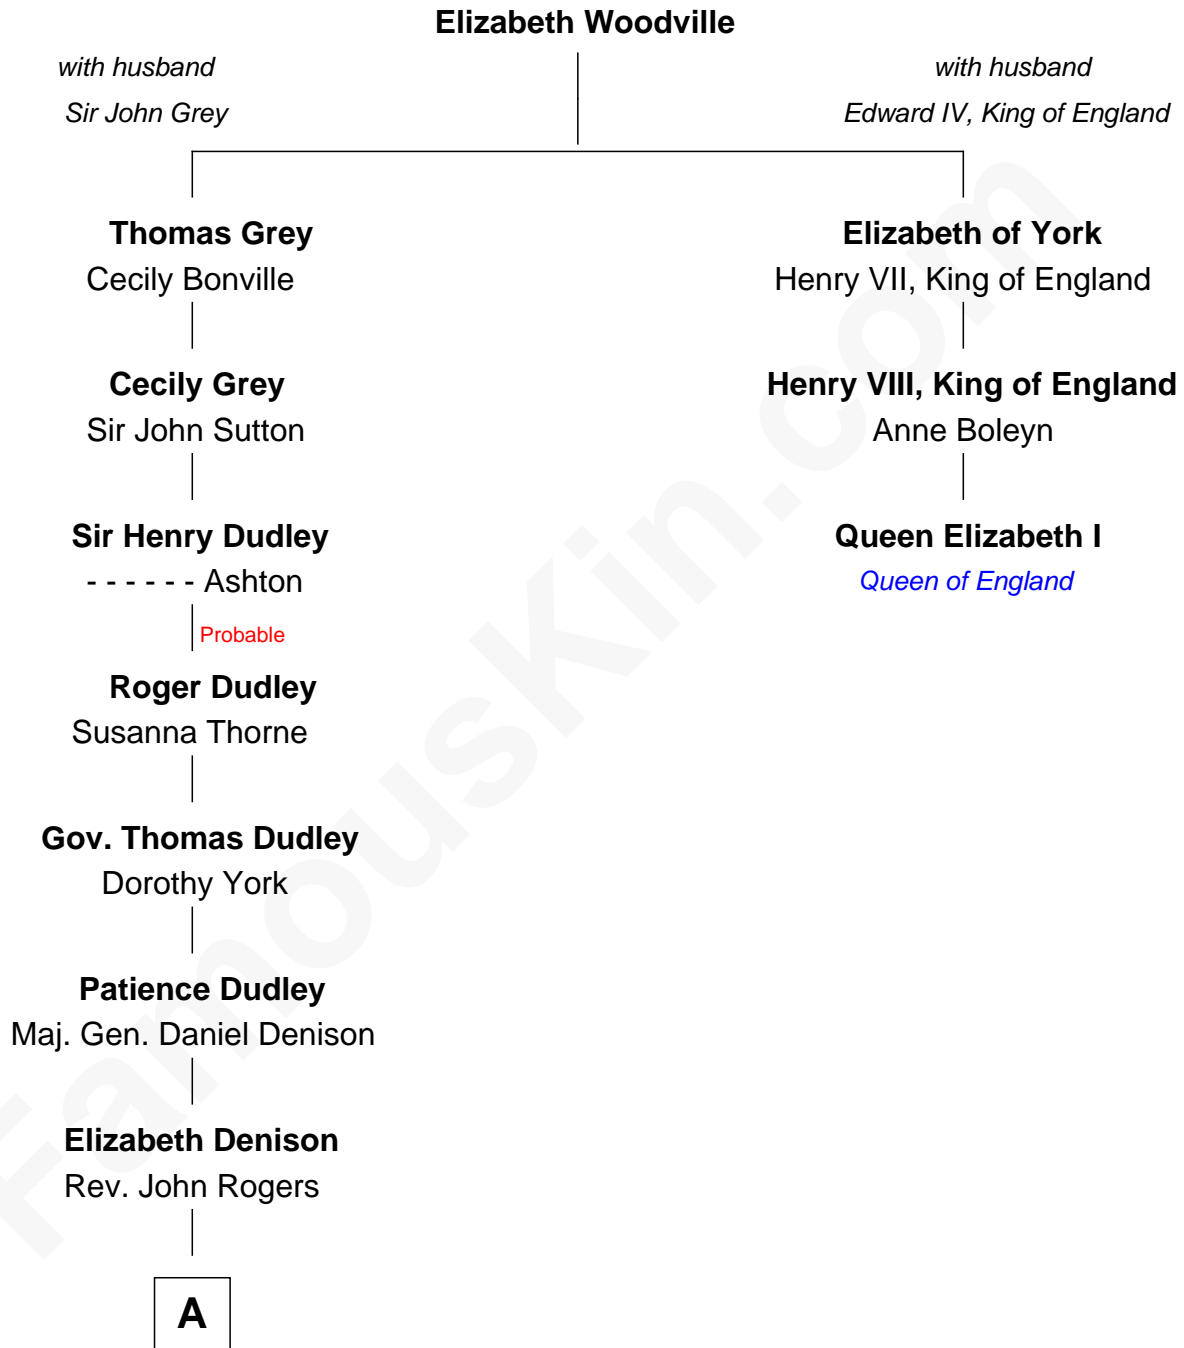 Elizabeth Woodville
with husband
Sir John Grey
with husband
Edward IV, King of England
Thomas Grey
Cecily Bonville
Elizabeth of York
Henry VII, King of England
Cecily Grey
Sir John Sutton
Henry VIII, King of England
Anne Boleyn
Sir Henry Dudley
- - - - - - Ashton
Queen Elizabeth I
Queen of England
Probable
Roger Dudley
Susanna Thorne
Gov. Thomas Dudley
Dorothy York
Patience Dudley
Maj. Gen. Daniel Denison
Elizabeth Denison
Rev. John Rogers
A
FamousKin.com